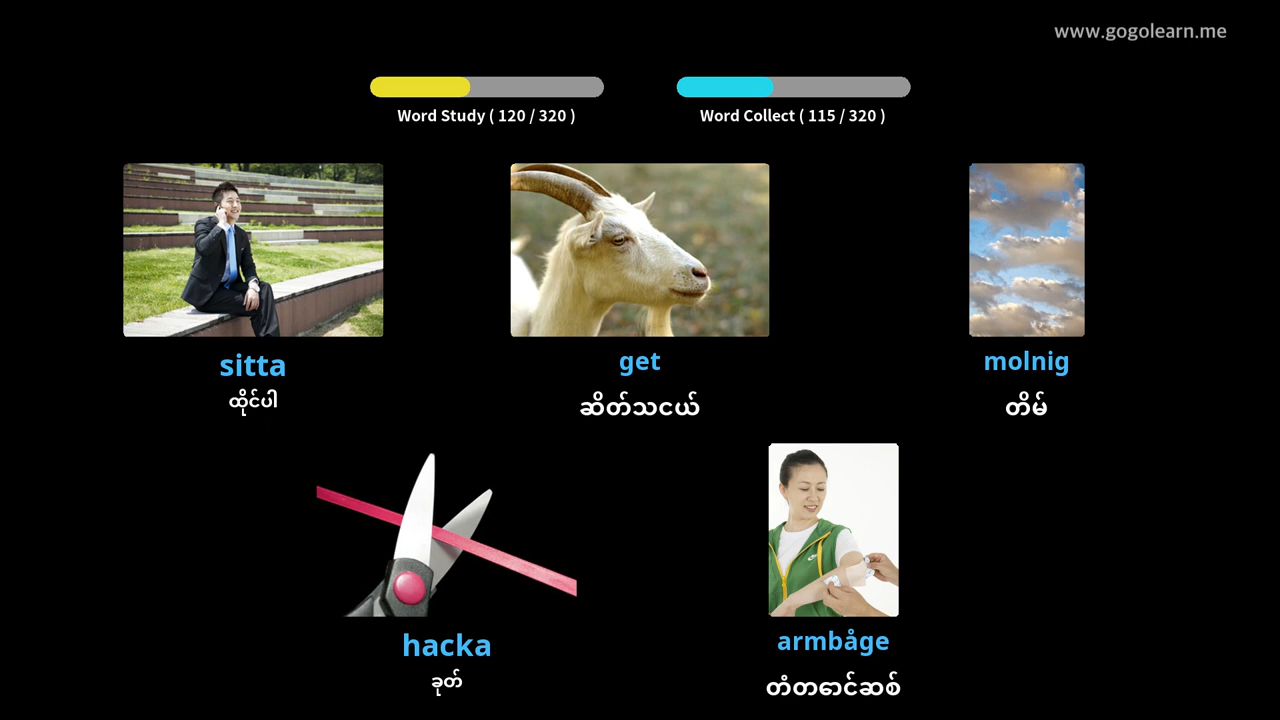 www.gogolearn.me
Word Study ( 120 / 320 )
Word Collect ( 115 / 320 )
sitta
ထိုင်ပါ
get
ဆိတ်သငယ်
molnig
တိမ်
hacka
ခုတ်
armbåge
တံတောင်ဆစ်